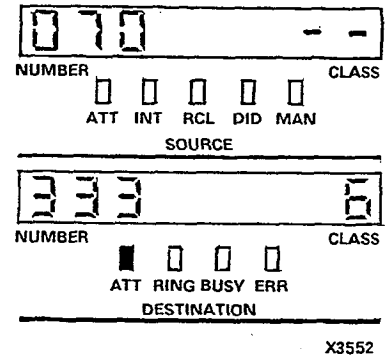 070 - -
NUMBER CLASS
ATT INT RCL DID MAN
SOURCE
333 6
NUMBER CLASS
ATT RING BUSY ERR
DESTINATION
X3552